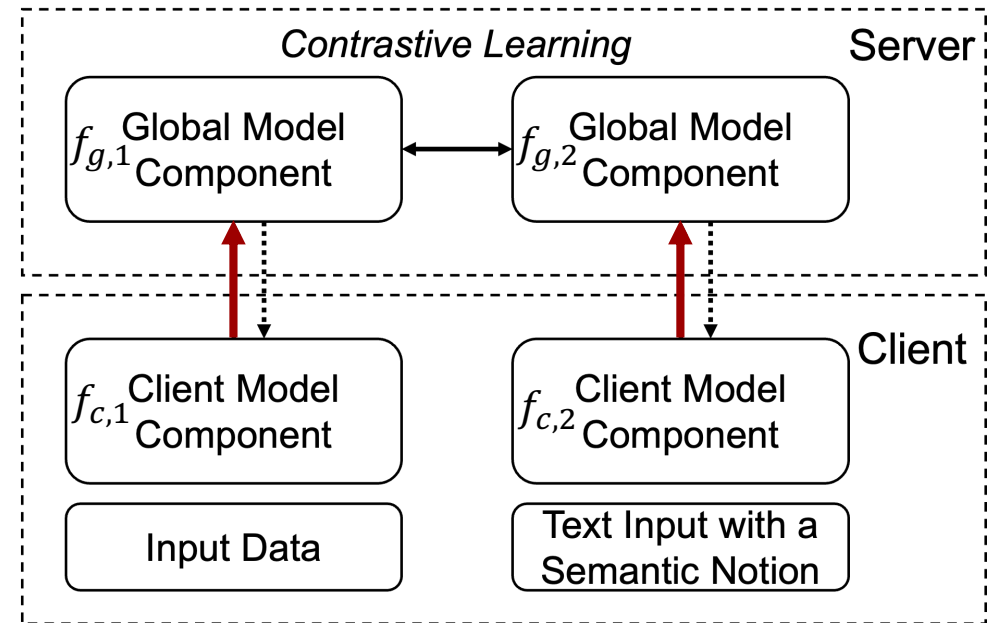 Contrastive Learning
Server
f_{g,1} Global Model
Component
f_{g,2} Global Model
Component
Client
f_{c,1} Client Model
Component
f_{c,2} Client Model
Component
Input Data
Text Input with a
Semantic Notion